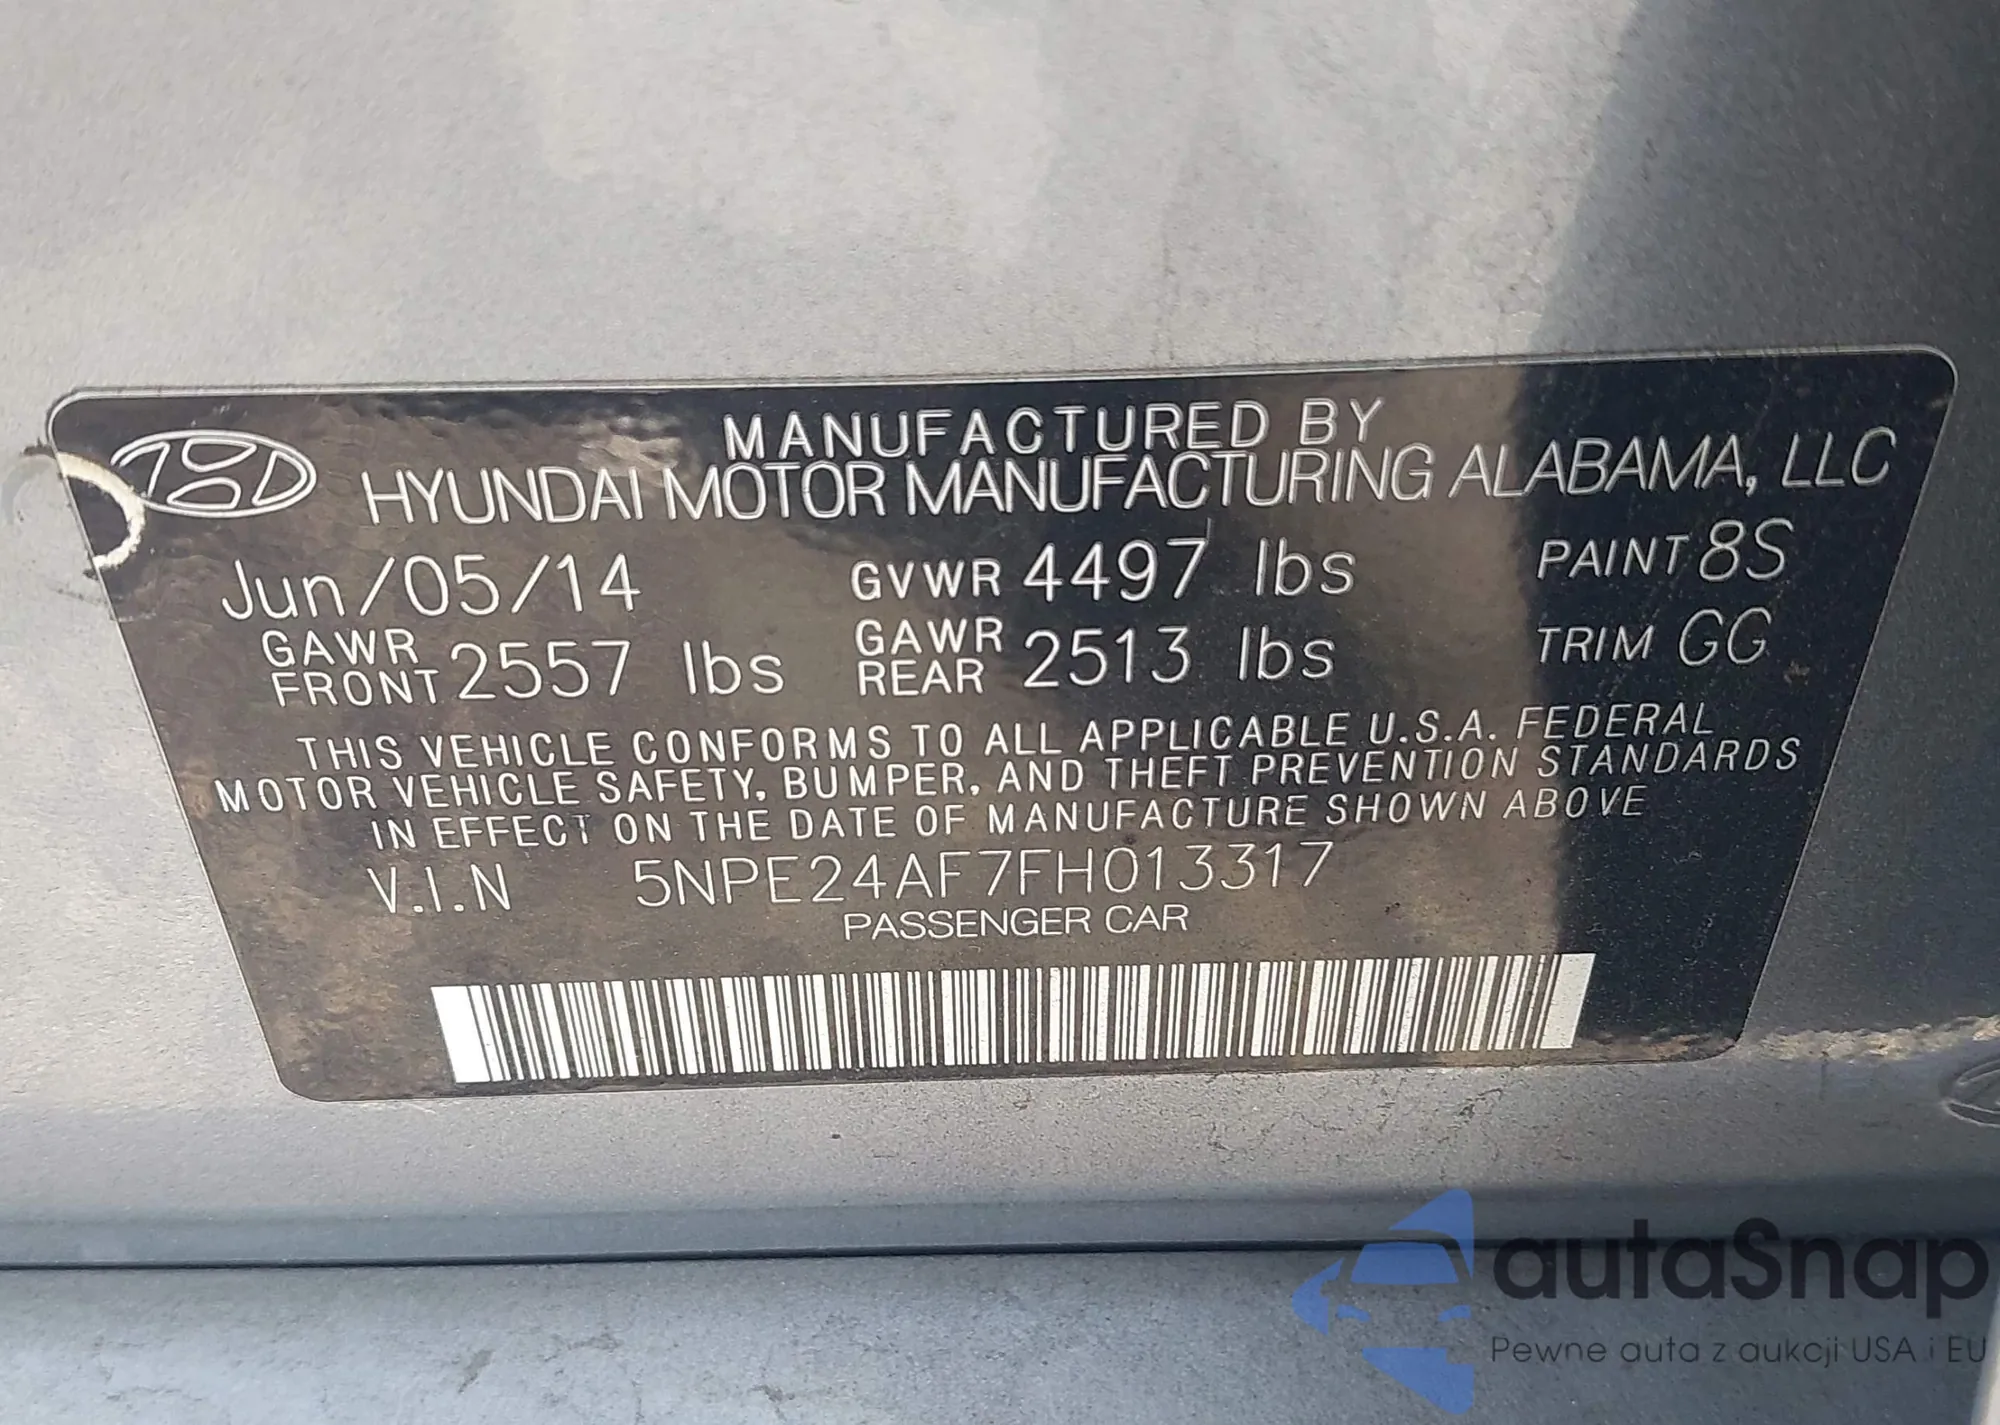 MANUFACTURED BY
HYUNDAI MOTOR MANUFACTURING ALABAMA, LLC
Jun/05/14 GVWR 4497 lbs PAINT 8S
GAWR FRONT 2557 lbs GAWR REAR 2513 lbs TRIM GG
THIS VEHICLE CONFORMS TO ALL APPLICABLE U.S.A. FEDERAL
MOTOR VEHICLE SAFETY, BUMPER, AND THEFT PREVENTION STANDARDS
IN EFFECT ON THE DATE OF MANUFACTURE SHOWN ABOVE
V.I.N 5NPE24AF7FH013317
PASSENGER CAR
autaSnap
Pewne auta z aukcji USA i EU